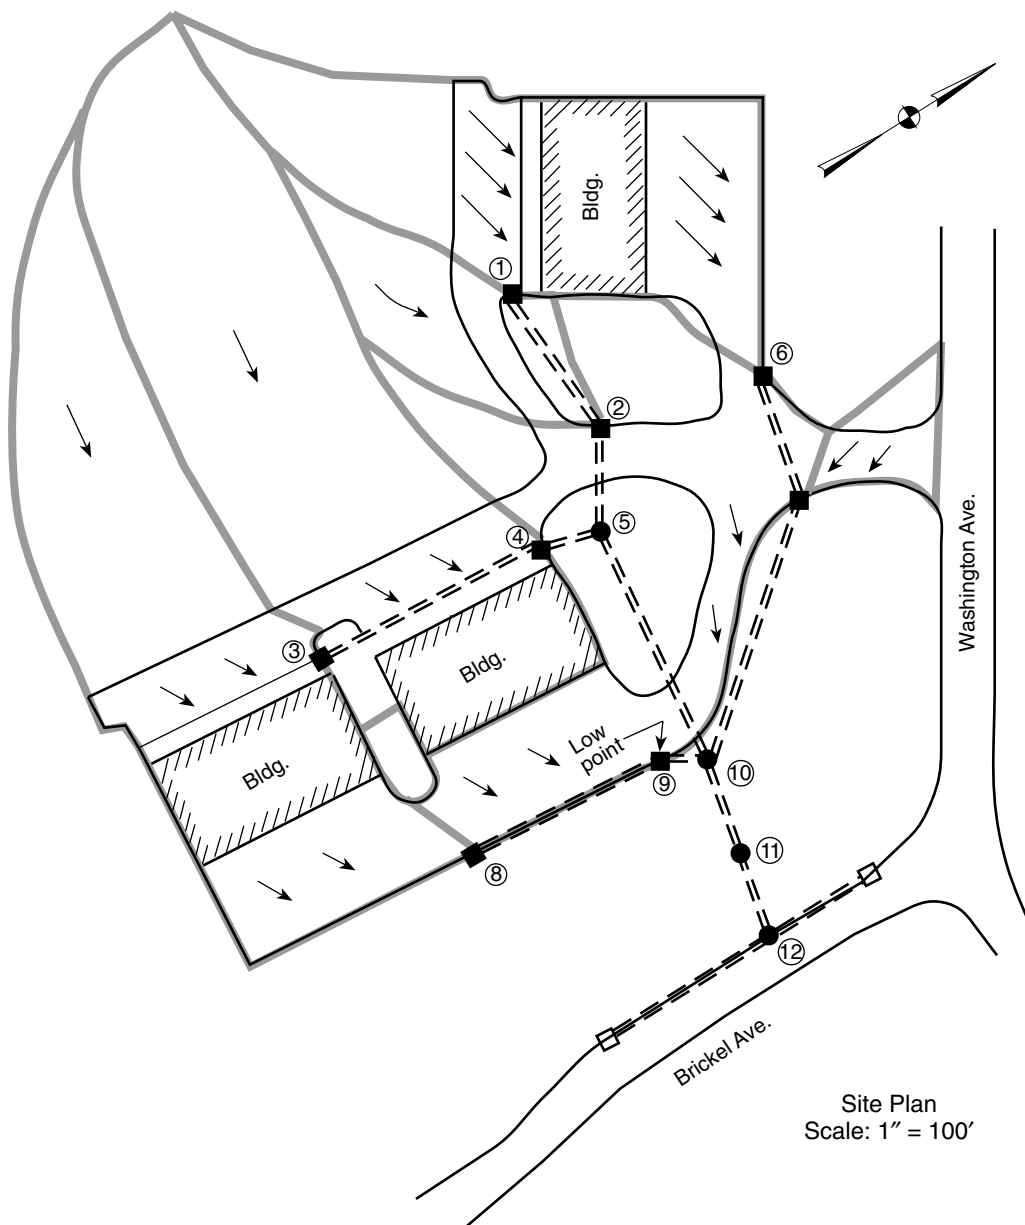 Bldg.
①
⑥
②
⑤
④
③
Bldg.
Washington Ave.
Bldg.
Low
point
⑨
⑩
⑧
⑪
⑫
Brickel Ave.
Site Plan
Scale: 1″ = 100′